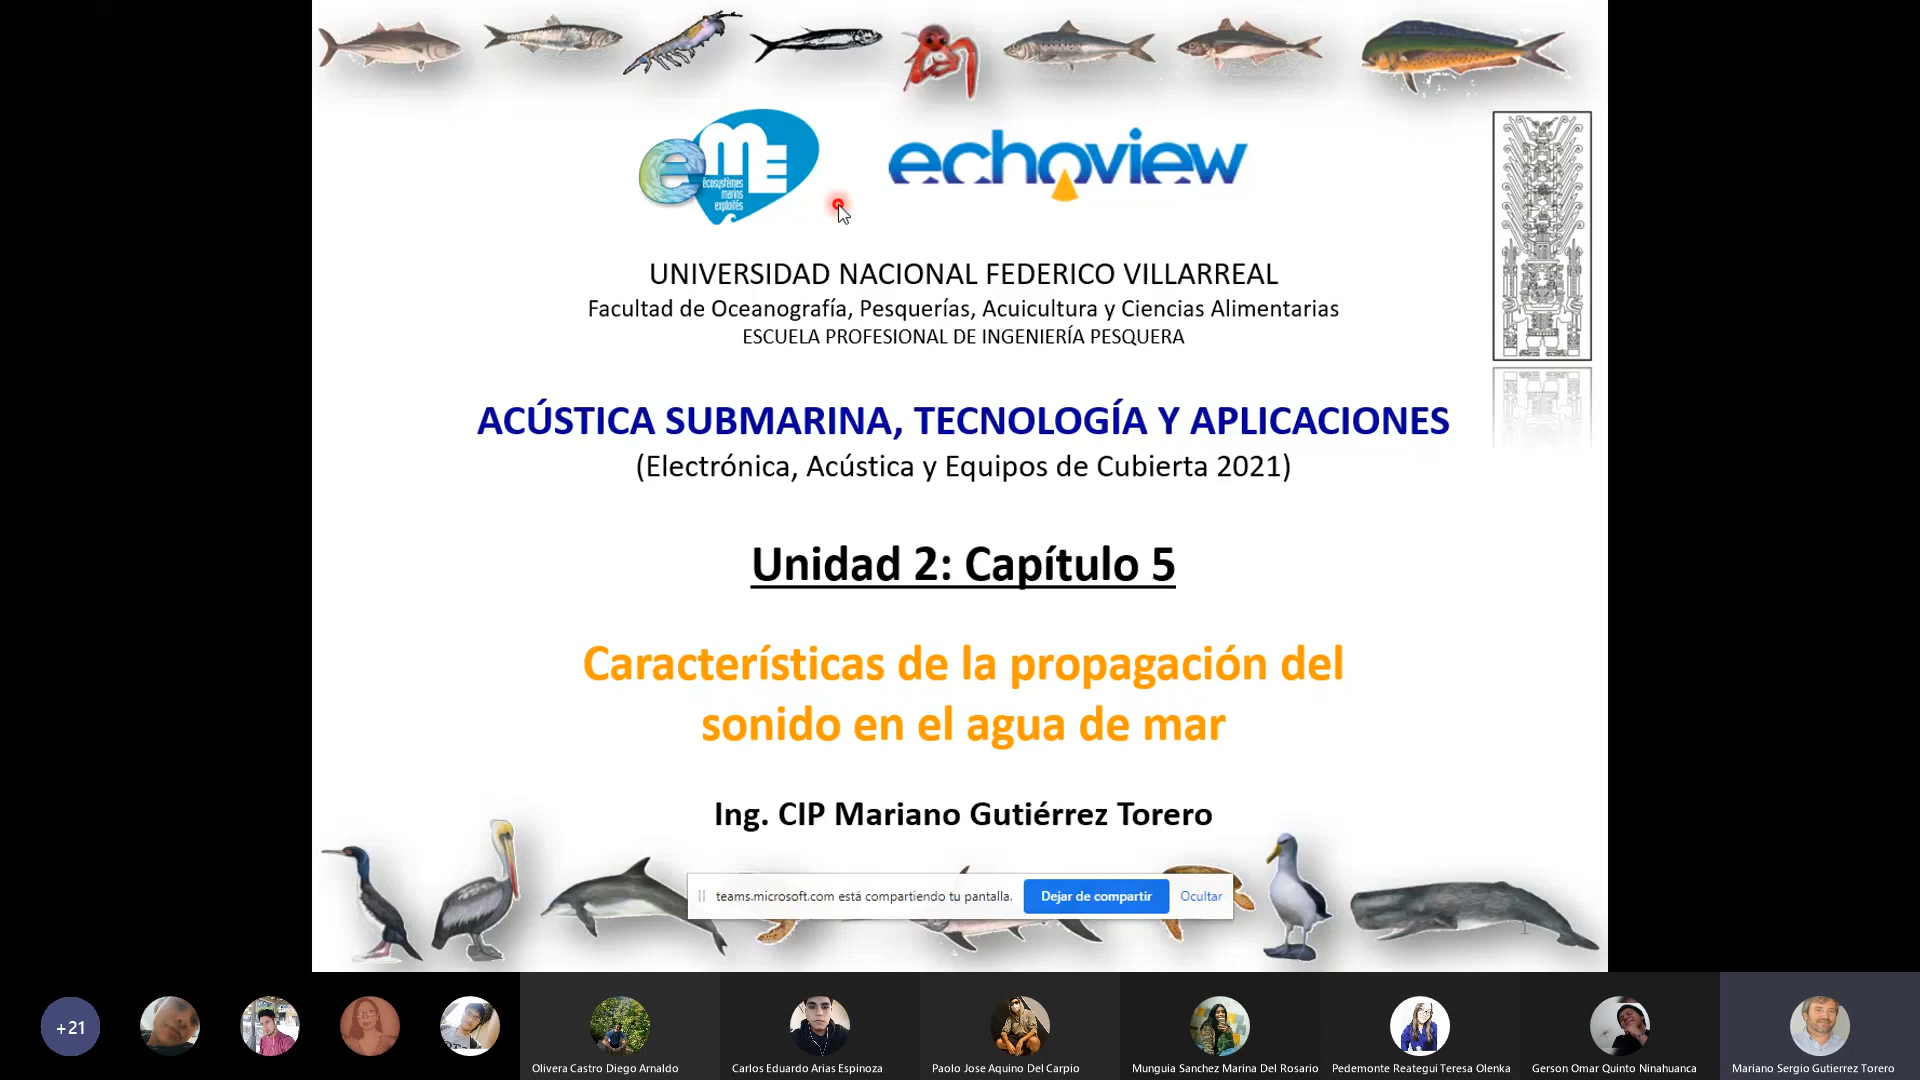 eme
écosystèmes
marins
exploités
echoview
UNIVERSIDAD NACIONAL FEDERICO VILLARREAL
Facultad de Oceanografía, Pesquerías, Acuicultura y Ciencias Alimentarias
ESCUELA PROFESIONAL DE INGENIERÍA PESQUERA
ACÚSTICA SUBMARINA, TECNOLOGÍA Y APLICACIONES
(Electrónica, Acústica y Equipos de Cubierta 2021)
Unidad 2: Capítulo 5
Características de la propagación del
sonido en el agua de mar
Ing. CIP Mariano Gutiérrez Torero
teams.microsoft.com está compartiendo tu pantalla. Dejar de compartir Ocultar
1
+21
Olivera Castro Diego Arnaldo
Carlos Eduardo Arias Espinoza
Paolo Jose Aquino Del Carpio
Munguia Sanchez Marina Del Rosario
Pedemonte Reategui Teresa Olenka
Gerson Omar Quinto Ninahuanca
Mariano Sergio Gutierrez Torero